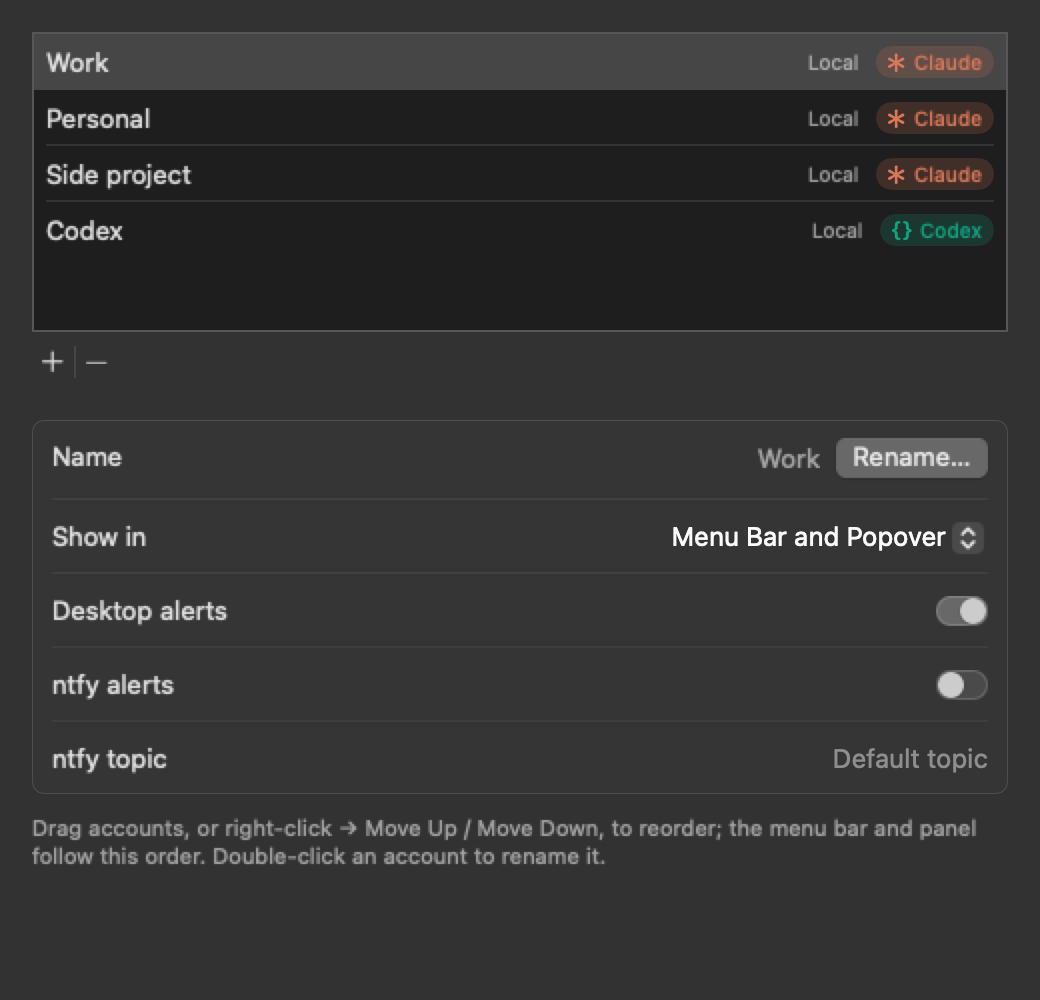 Work Local Claude
Personal Local Claude
Side project Local Claude
Codex Local {} Codex
Name Work Rename...
Show in Menu Bar and Popover
Desktop alerts
ntfy alerts
ntfy topic Default topic
Drag accounts, or right-click → Move Up / Move Down, to reorder; the menu bar and panel
follow this order. Double-click an account to rename it.